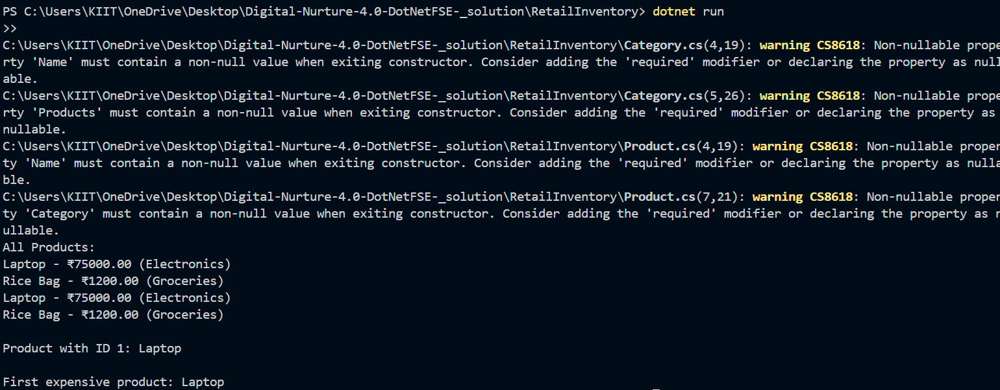 PS C:\Users\KIIT\OneDrive\Desktop\Digital-Nurture-4.0-DotNetFSE-_solution\RetailInventory> dotnet run
>>
C:\Users\KIIT\OneDrive\Desktop\Digital-Nurture-4.0-DotNetFSE-_solution\RetailInventory\Category.cs(4,19): warning CS8618: Non-nullable prope
rty 'Name' must contain a non-null value when exiting constructor. Consider adding the 'required' modifier or declaring the property as null
able.
C:\Users\KIIT\OneDrive\Desktop\Digital-Nurture-4.0-DotNetFSE-_solution\RetailInventory\Category.cs(5,26): warning CS8618: Non-nullable prope
rty 'Products' must contain a non-null value when exiting constructor. Consider adding the 'required' modifier or declaring the property as
nullable.
C:\Users\KIIT\OneDrive\Desktop\Digital-Nurture-4.0-DotNetFSE-_solution\RetailInventory\Product.cs(4,19): warning CS8618: Non-nullable proper
ty 'Name' must contain a non-null value when exiting constructor. Consider adding the 'required' modifier or declaring the property as nulla
ble.
C:\Users\KIIT\OneDrive\Desktop\Digital-Nurture-4.0-DotNetFSE-_solution\RetailInventory\Product.cs(7,21): warning CS8618: Non-nullable proper
ty 'Category' must contain a non-null value when exiting constructor. Consider adding the 'required' modifier or declaring the property as n
ullable.
All Products:
Laptop - ₹75000.00 (Electronics)
Rice Bag - ₹1200.00 (Groceries)
Laptop - ₹75000.00 (Electronics)
Rice Bag - ₹1200.00 (Groceries)
Product with ID 1: Laptop
First expensive product: Laptop